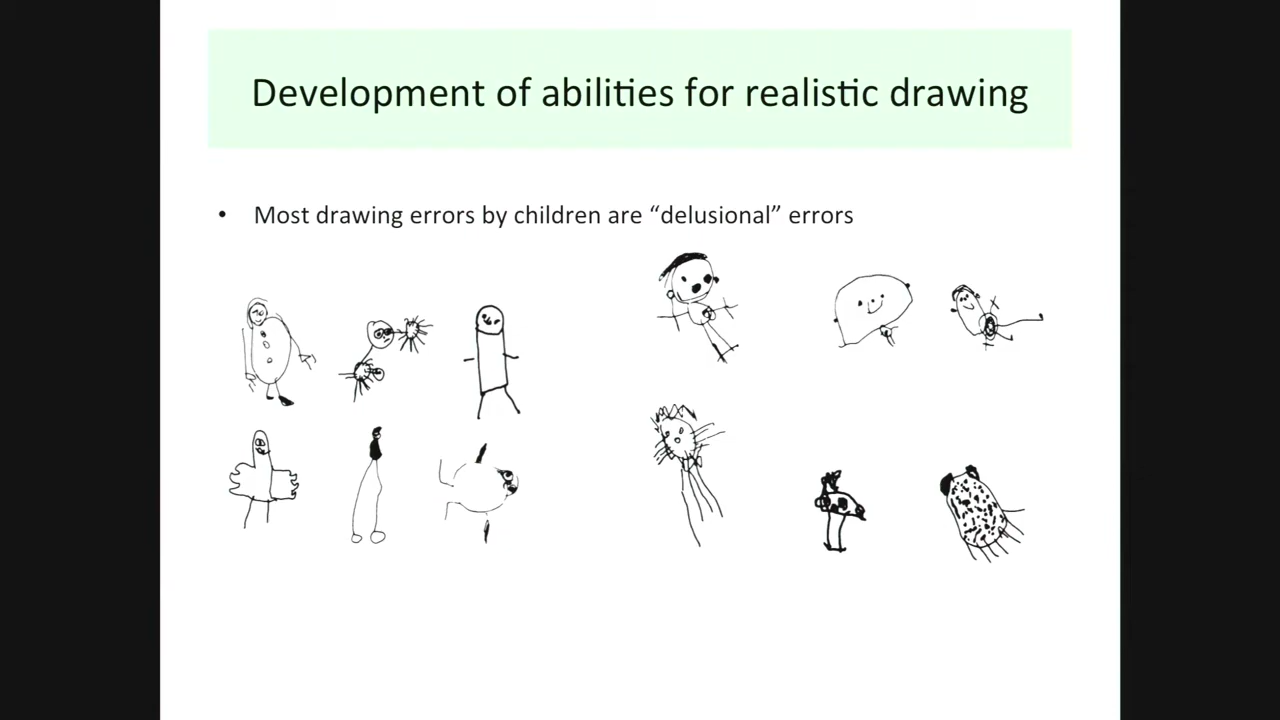 Development of abilities for realistic drawing
• Most drawing errors by children are “delusional” errors